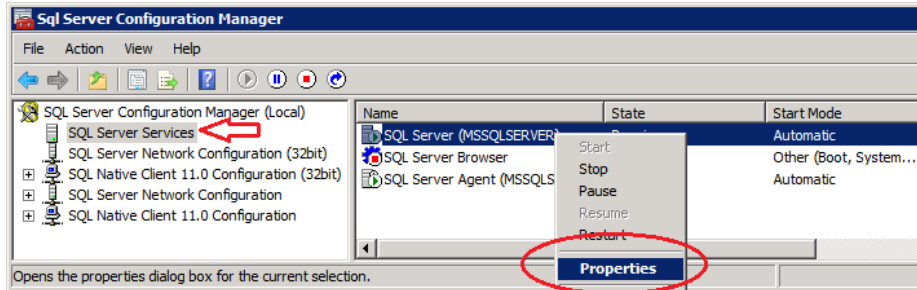 Sql Server Configuration Manager
File Action View Help
SQL Server Configuration Manager (Local)
SQL Server Services
SQL Server Network Configuration (32bit)
SQL Native Client 11.0 Configuration (32bit)
SQL Server Network Configuration
SQL Native Client 11.0 Configuration
Name State Start Mode
SQL Server (MSSQLSERVER) Automatic
SQL Server Browser Other (Boot, System...
SQL Server Agent (MSSQLS Automatic
Start
Stop
Pause
Resume
Restart
Properties
Opens the properties dialog box for the current selection.